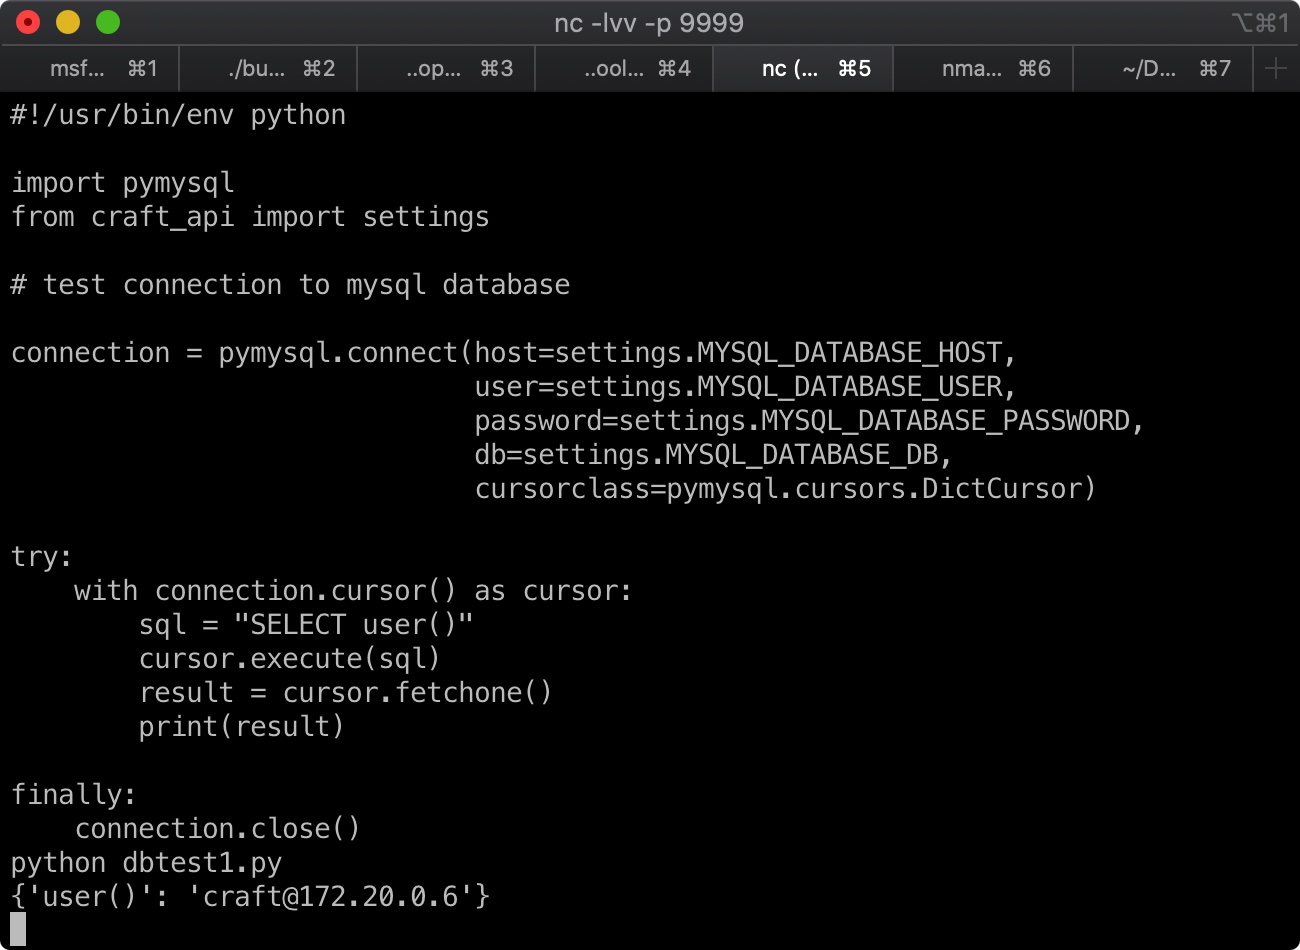 nc -lvv -p 9999
⌥⌘1
msf... ⌘1 ./bu... ⌘2 ..op... ⌘3 ..ool... ⌘4 nc (... ⌘5 nma... ⌘6 ~/D... ⌘7
#!/usr/bin/env python
import pymysql
from craft_api import settings
# test connection to mysql database
connection = pymysql.connect(host=settings.MYSQL_DATABASE_HOST,
                             user=settings.MYSQL_DATABASE_USER,
                             password=settings.MYSQL_DATABASE_PASSWORD,
                             db=settings.MYSQL_DATABASE_DB,
                             cursorclass=pymysql.cursors.DictCursor)
try:
    with connection.cursor() as cursor:
        sql = "SELECT user()"
        cursor.execute(sql)
        result = cursor.fetchone()
        print(result)
finally:
    connection.close()
python dbtest1.py
{'user()': 'craft@172.20.0.6'}